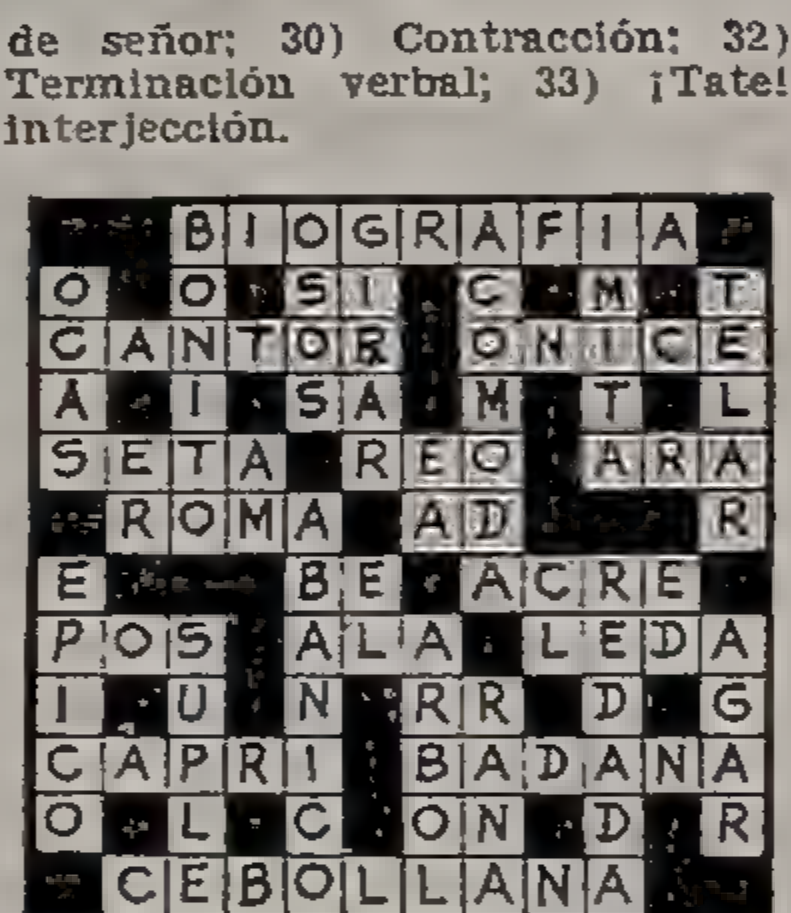 de señor; 30) Contracción; 32)
Terminación verbal; 33) ¡Tate!
interjección.
BIOGRAFIA
O O SI C M T
CANTOR ONICE
A I SA M T L
SETA REO ARA
ROMA AD R
E BE ACRE
POS ALA LEDA
I U N RR D G
CAPRI BADANA
O L C ON D R
CEBOLLANA